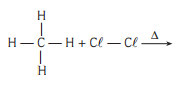 H
H—C—H + Cℓ — Cℓ Δ→
H